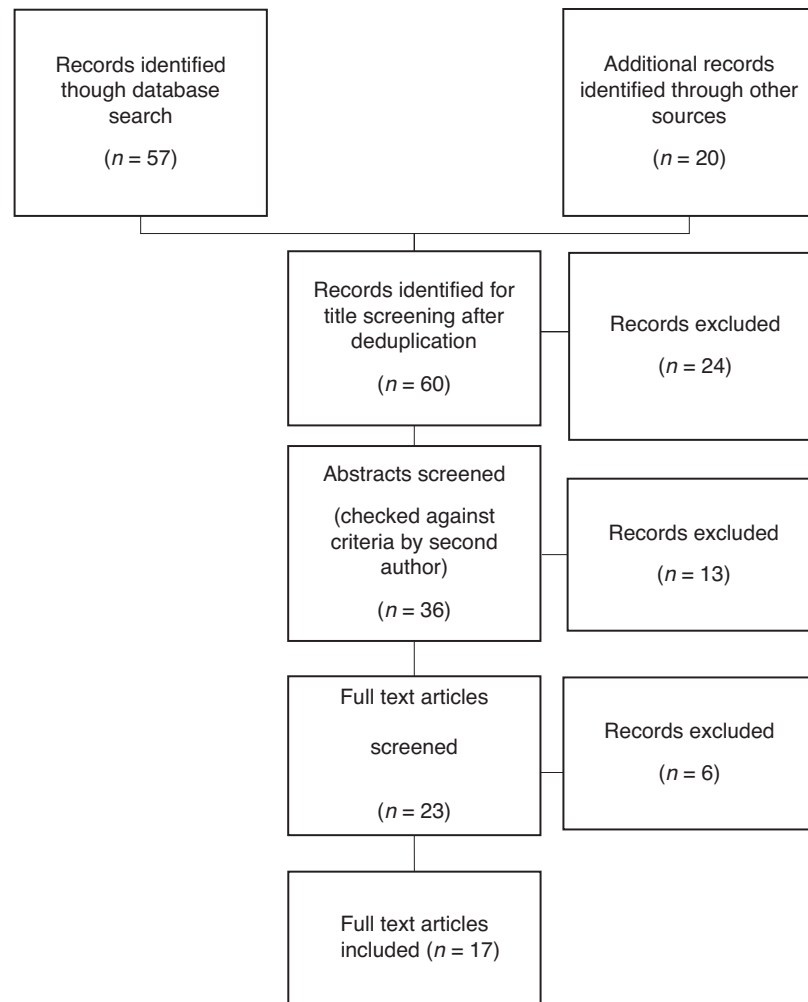 Records identified
though database
search
(n = 57)
Additional records
identified through other
sources
(n = 20)
Records identified for
title screening after
deduplication
(n = 60)
Records excluded
(n = 24)
Abstracts screened
(checked against
criteria by second
author)
(n = 36)
Records excluded
(n = 13)
Full text articles
screened
(n = 23)
Records excluded
(n = 6)
Full text articles
included (n = 17)